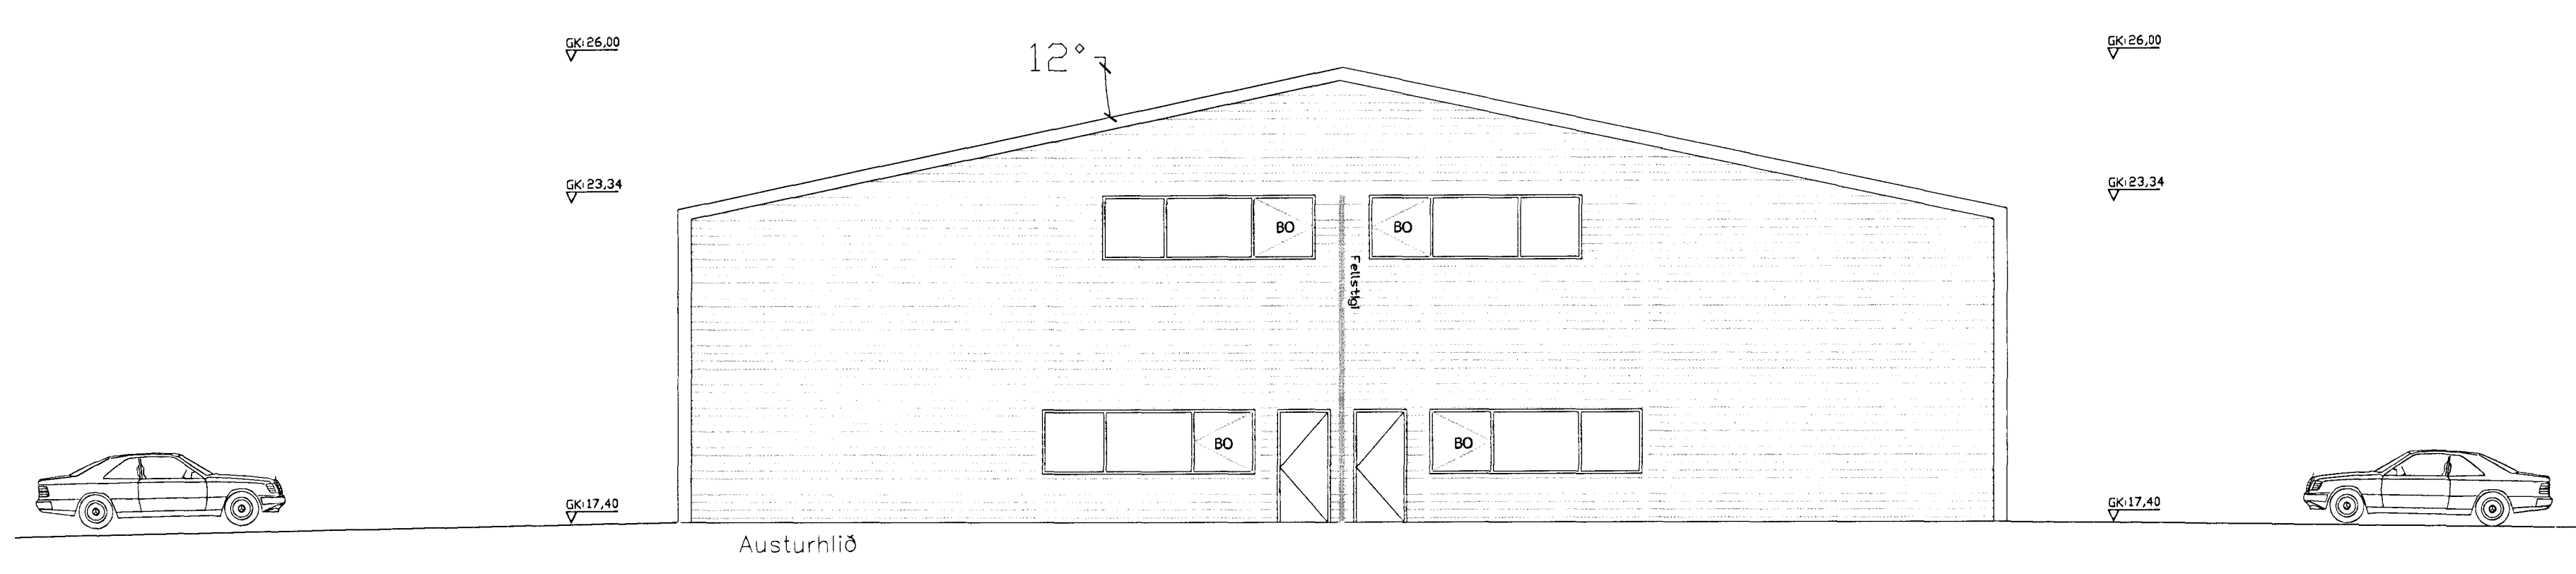 GK:26,00
GK:26,00
12°
GK:23,34
GK:23,34
BO
BO
Fellstigi
BO
BO
GK:17,40
GK:17,40
Austurhlið